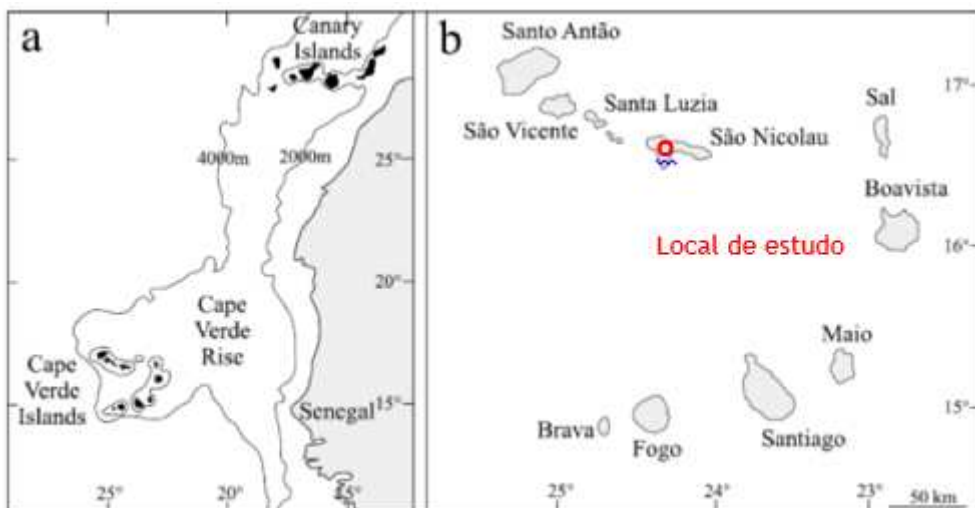 a
Canary
Islands
4000m
2000m
25°
20°
Cape
Verde
Rise
Cape
Verde
Islands
Senegal
15°
25°
20°
15°
b
Santo Antão
17°
Sal
Santa Luzia
São Vicente
São Nicolau
Boavista
Local de estudo
16°
Maio
15°
Brava
Fogo
Santiago
25°
24°
23°
50 km